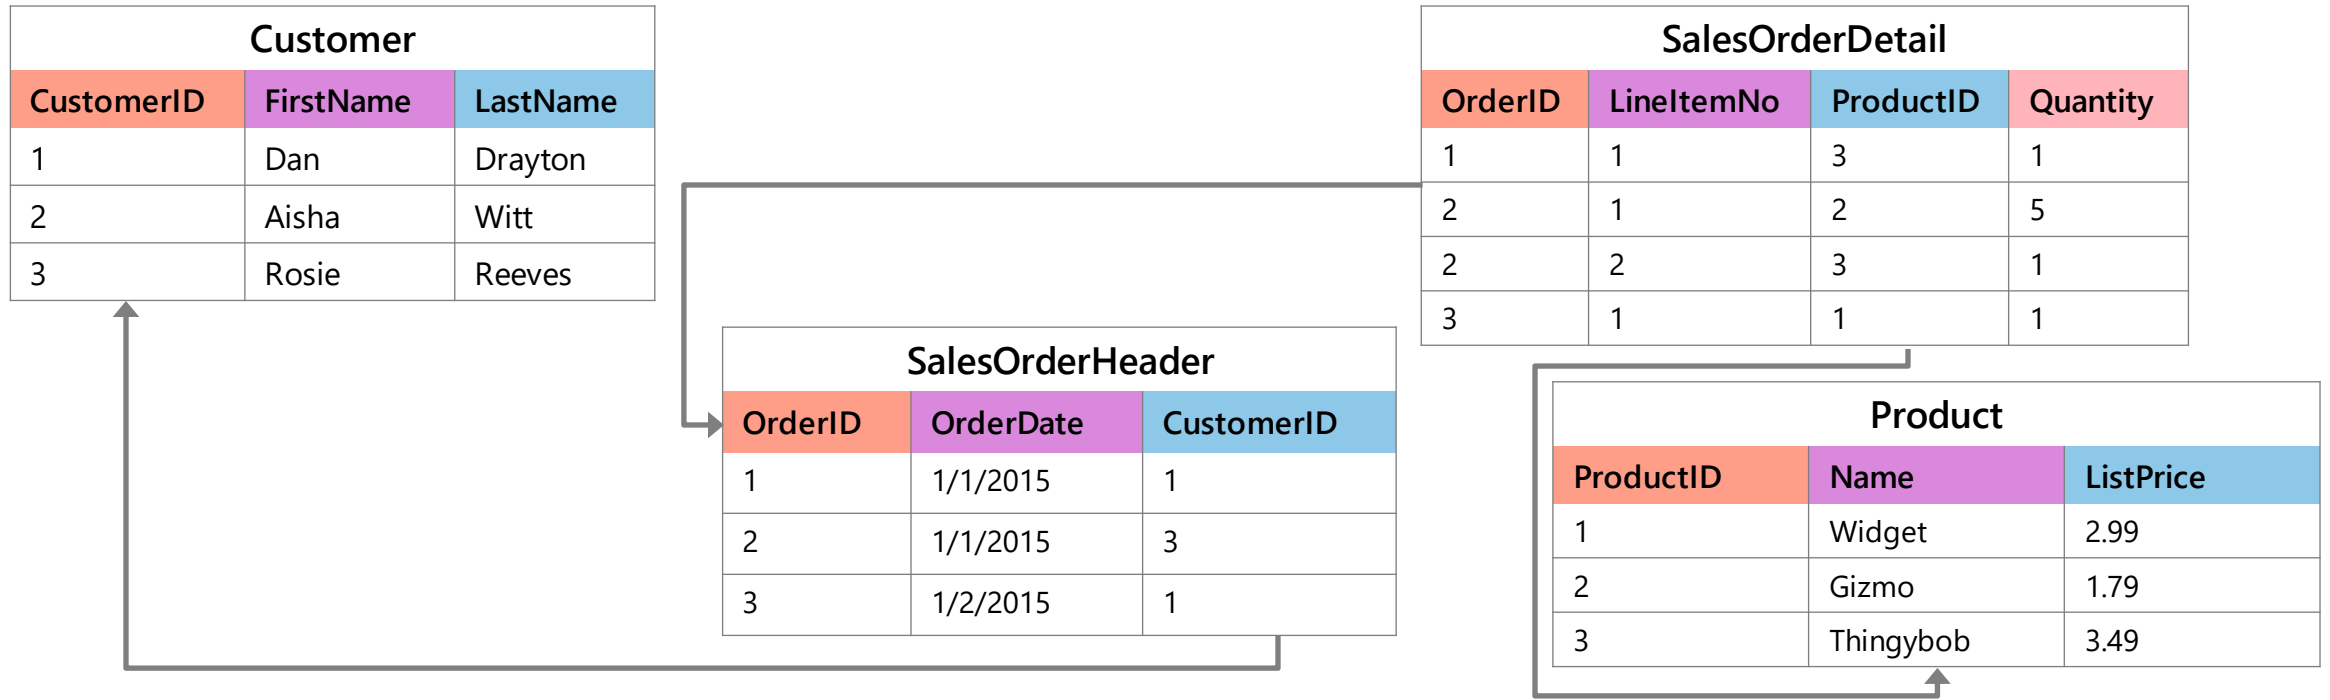 Customer
CustomerID FirstName LastName
1 Dan Drayton
2 Aisha Witt
3 Rosie Reeves
SalesOrderHeader
OrderID OrderDate CustomerID
1 1/1/2015 1
2 1/1/2015 3
3 1/2/2015 1
SalesOrderDetail
OrderID LineItemNo ProductID Quantity
1 1 3 1
2 1 2 5
2 2 3 1
3 1 1 1
Product
ProductID Name ListPrice
1 Widget 2.99
2 Gizmo 1.79
3 Thingybob 3.49